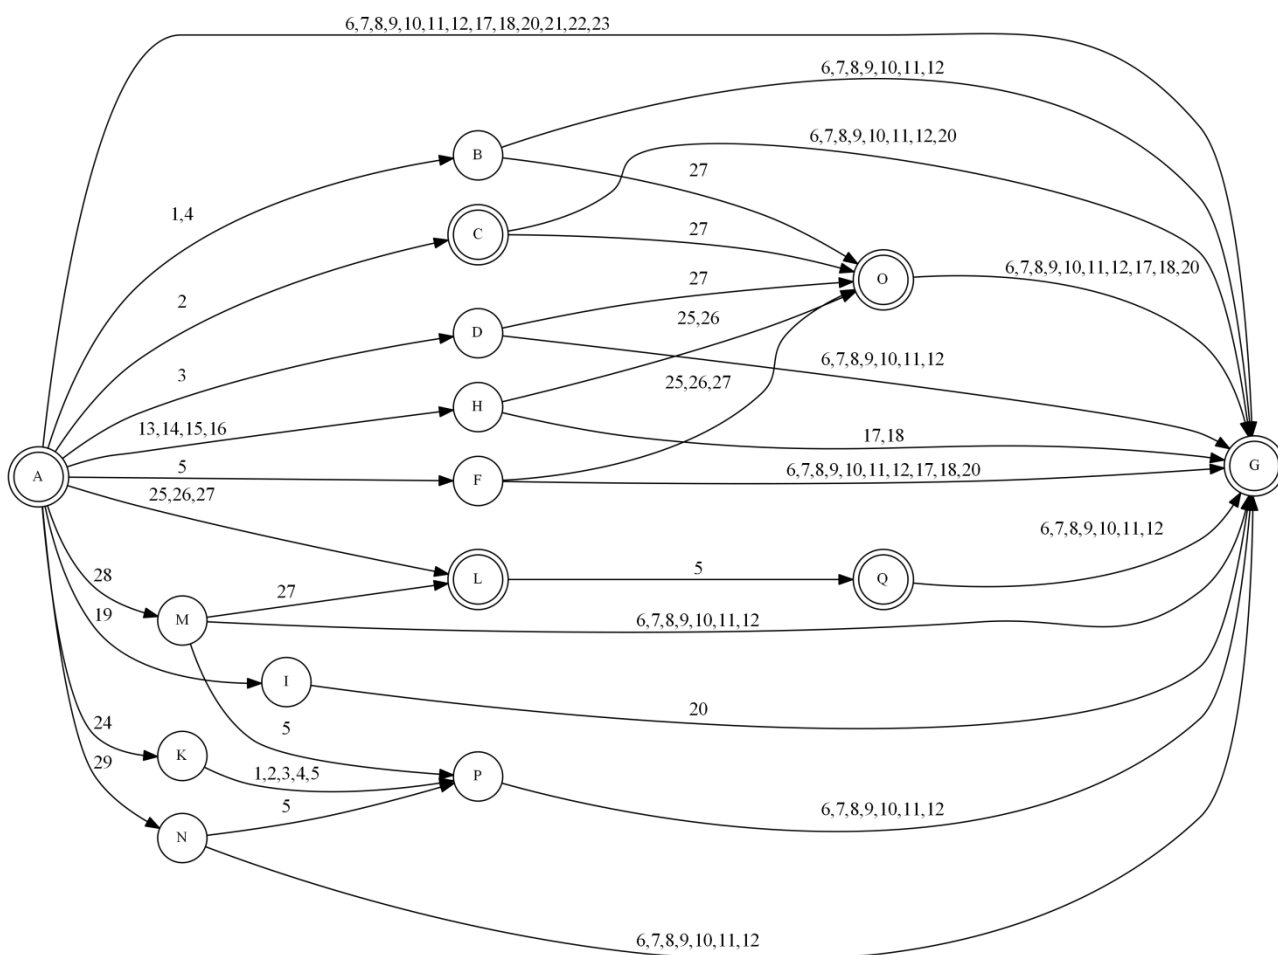 6,7,8,9,10,11,12,17,18,20,21,22,23
6,7,8,9,10,11,12
6,7,8,9,10,11,12,20
B
27
1,4
C
27
6,7,8,9,10,11,12,17,18,20
O
27
2
25,26
D
6,7,8,9,10,11,12
3
25,26,27
H
13,14,15,16
17,18
A
5
F
6,7,8,9,10,11,12,17,18,20
G
25,26,27
6,7,8,9,10,11,12
28
L
5
Q
27
19
M
6,7,8,9,10,11,12
I
20
24
5
K
29
1,2,3,4,5
P
5
6,7,8,9,10,11,12
N
6,7,8,9,10,11,12